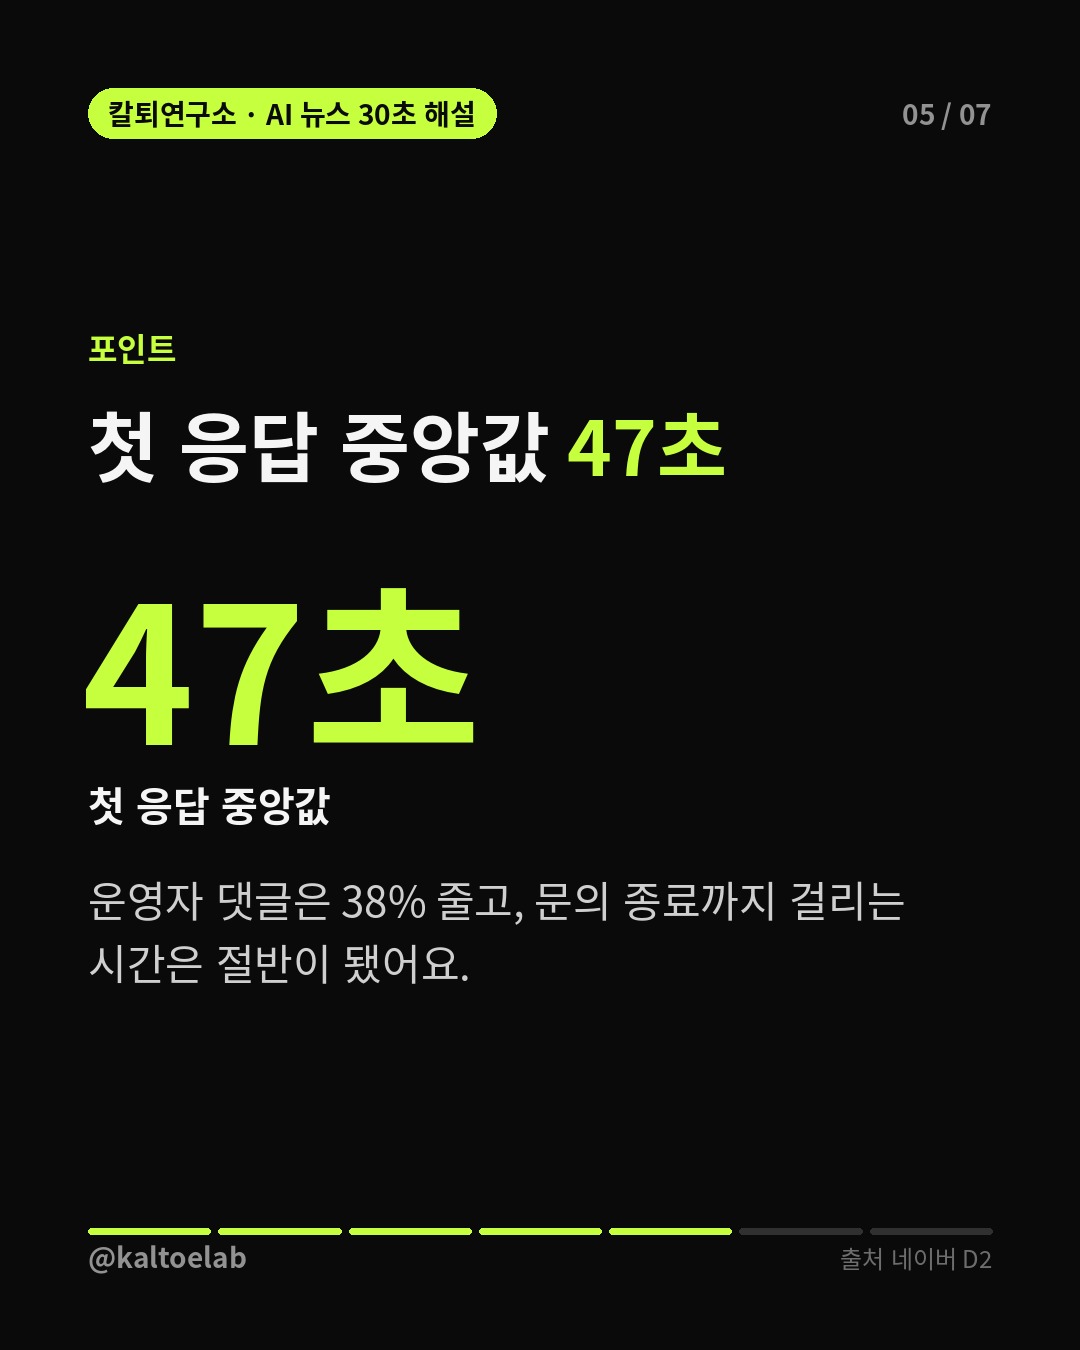 칼퇴연구소 · AI 뉴스 30초 해설
05 / 07
포인트
첫 응답 중앙값 47초
47초
첫 응답 중앙값
운영자 댓글은 38% 줄고, 문의 종료까지 걸리는
시간은 절반이 됐어요.
@kaltoelab
출처 네이버 D2